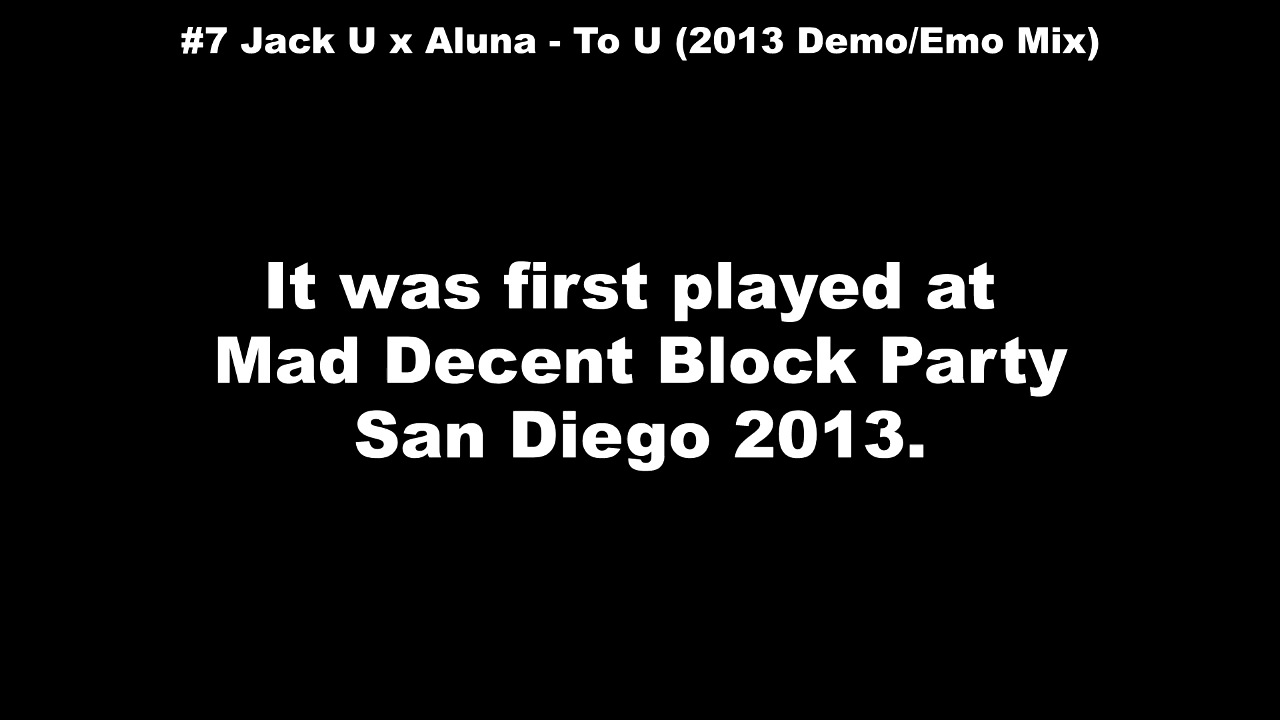 #7 Jack U x Aluna - To U (2013 Demo/Emo Mix)
It was first played at
Mad Decent Block Party
San Diego 2013.